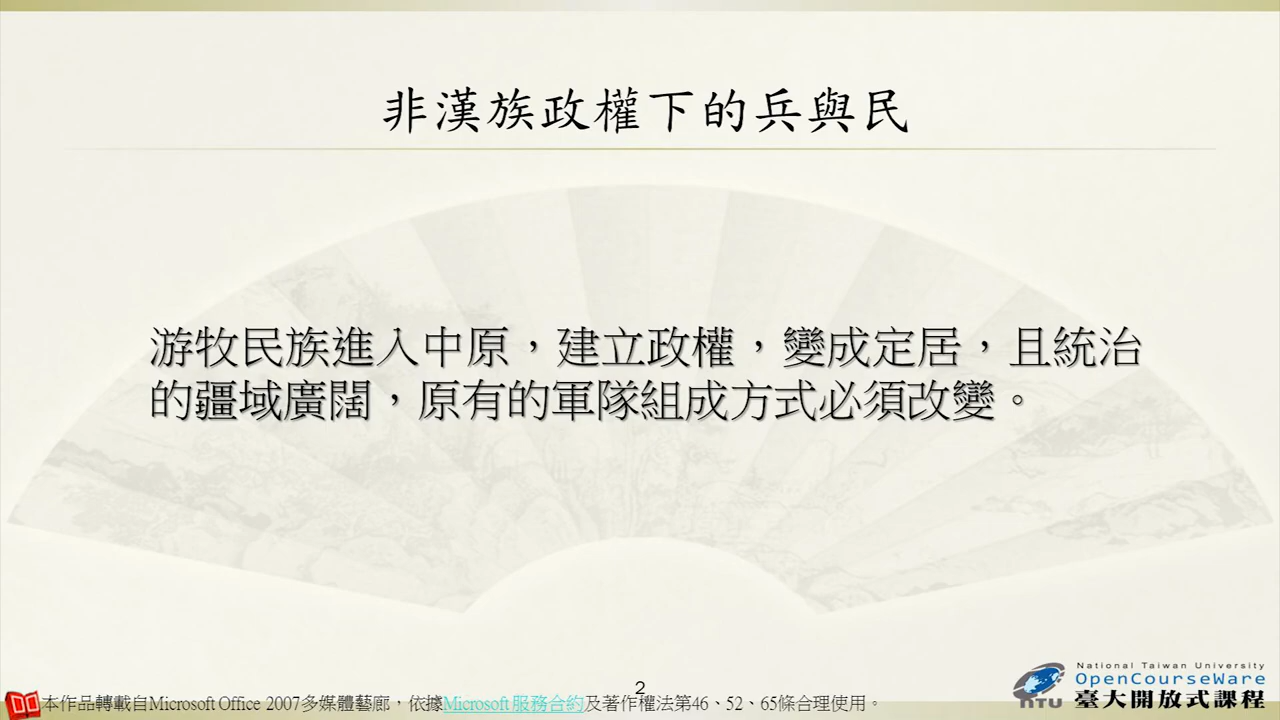 非漢族政權下的兵與民
游牧民族進入中原，建立政權，變成定居，且統治
的疆域廣闊，原有的軍隊組成方式必須改變。
2
本作品轉載自Microsoft Office 2007多媒體藝廊，依據Microsoft 服務合約及著作權法第46、52、65條合理使用。
National Taiwan University
OpenCourseWare
NTU 臺大開放式課程